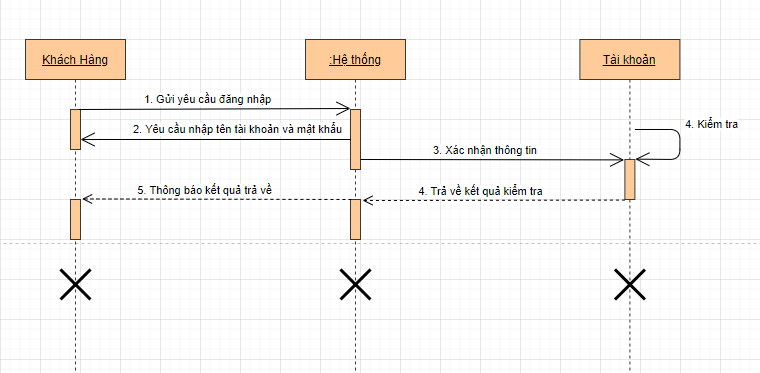 Khách Hàng
:Hệ thống
Tài khoản
1. Gửi yêu cầu đăng nhập
2. Yêu cầu nhập tên tài khoản và mật khẩu
4. Kiểm tra
3. Xác nhận thông tin
5. Thông báo kết quả trả về
4. Trả về kết quả kiểm tra